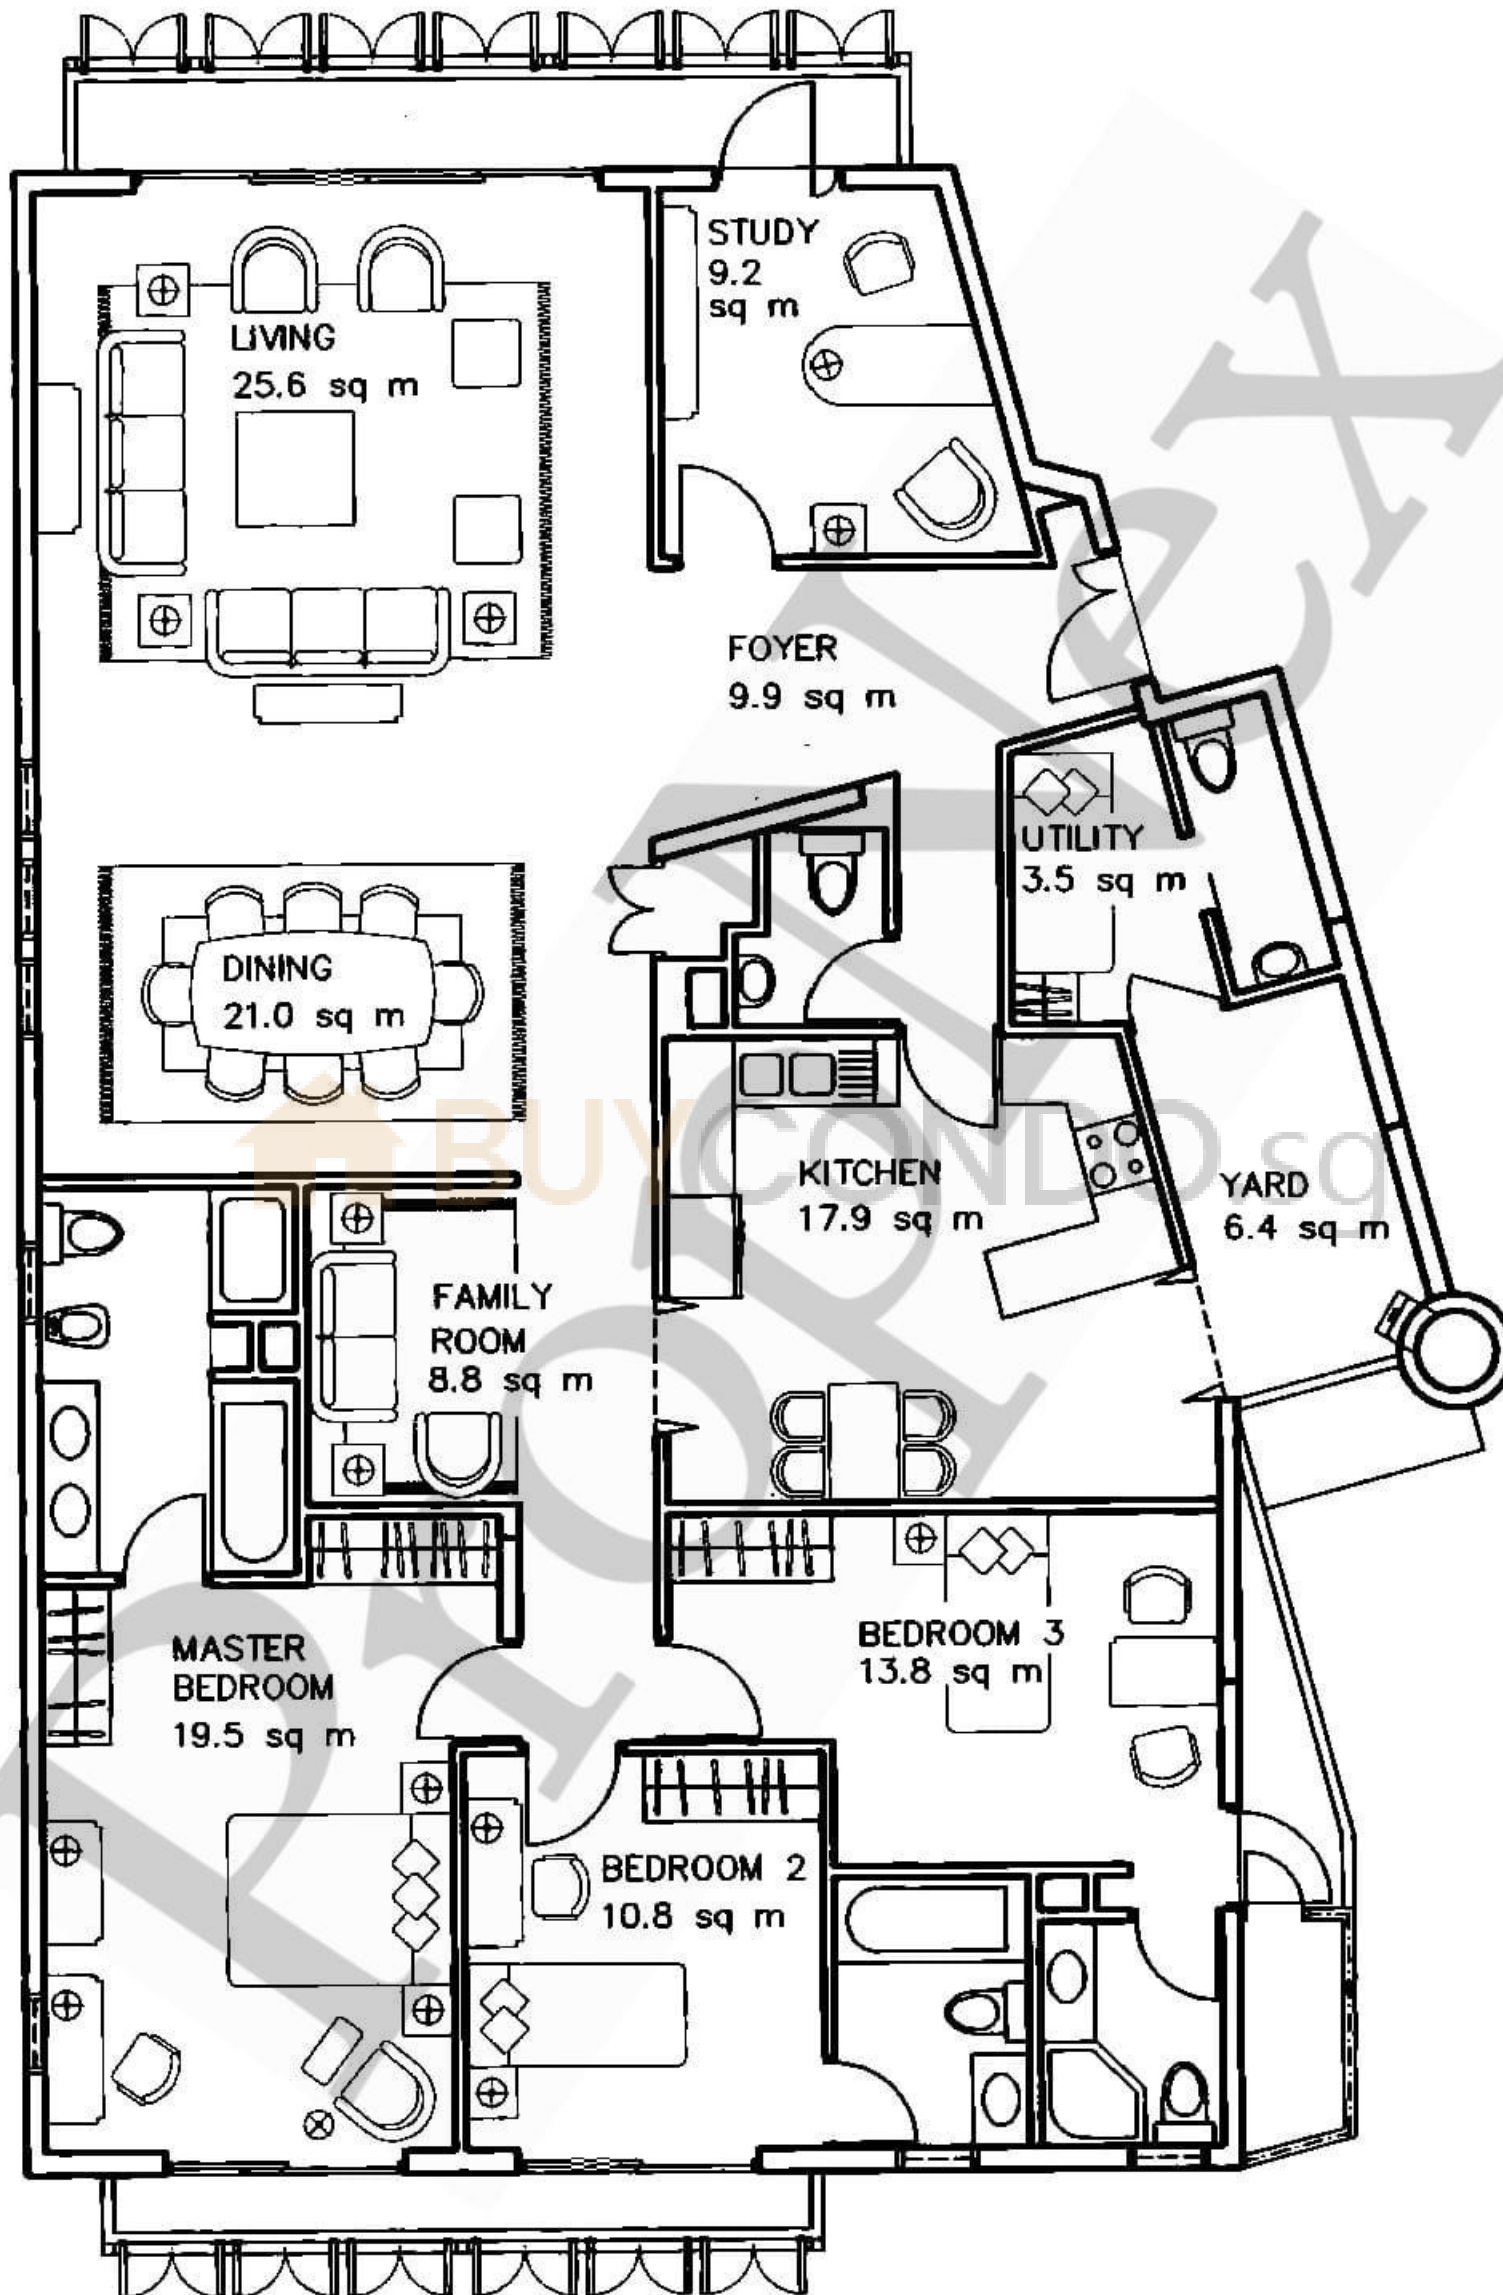 STUDY
9.2
sq m
LIVING
25.6 sq m
FOYER
9.9 sq m
UTILITY
3.5 sq m
DINING
21.0 sq m
BUYCONDO.sg
KITCHEN
17.9 sq m
YARD
6.4 sq m
FAMILY
ROOM
8.8 sq m
MASTER
BEDROOM
19.5 sq m
BEDROOM 3
13.8 sq m
BEDROOM 2
10.8 sq m
PropNex